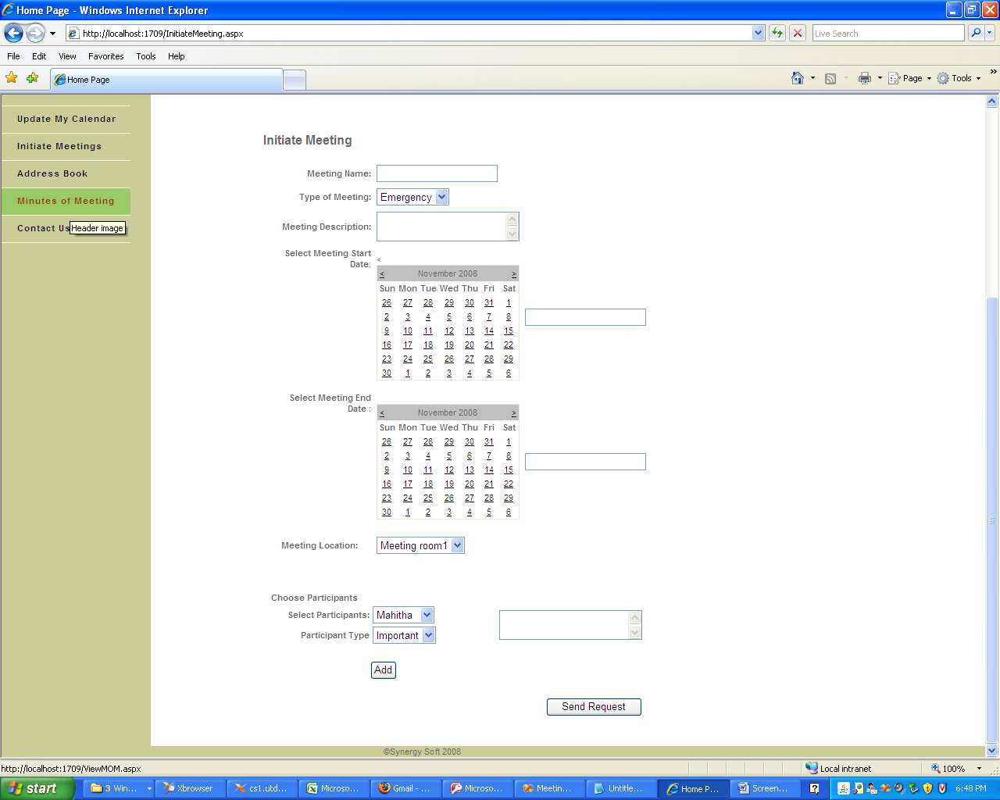 Home Page - Windows Internet Explorer
http://localhost:1709/InitiateMeeting.aspx
Live Search
File Edit View Favorites Tools Help
Home Page
Page Tools »
Update My Calendar
Initiate Meetings
Address Book
Minutes of Meeting
Contact Us
Header image
Initiate Meeting
Meeting Name:
Type of Meeting: Emergency
Meeting Description:
Select Meeting Start
Date:
<
< November 2008 >
Sun Mon Tue Wed Thu Fri Sat
26 27 28 29 30 31 1
2 3 4 5 6 7 8
9 10 11 12 13 14 15
16 17 18 19 20 21 22
23 24 25 26 27 28 29
30 1 2 3 4 5 6
Select Meeting End
Date :
< November 2008 >
Sun Mon Tue Wed Thu Fri Sat
26 27 28 29 30 31 1
2 3 4 5 6 7 8
9 10 11 12 13 14 15
16 17 18 19 20 21 22
23 24 25 26 27 28 29
30 1 2 3 4 5 6
Meeting Location: Meeting room1
Choose Participants
Select Participants: Mahitha
Participant Type Important
Add
Send Request
©Synergy Soft 2008
http://localhost:1709/ViewMOM.aspx
Local intranet
100%
start
3 Win...
Xbrowser
cs1.utd...
Microso...
Gmail - ...
Microso...
Meetin...
Untitle...
Home P...
Screen...
6:48 PM